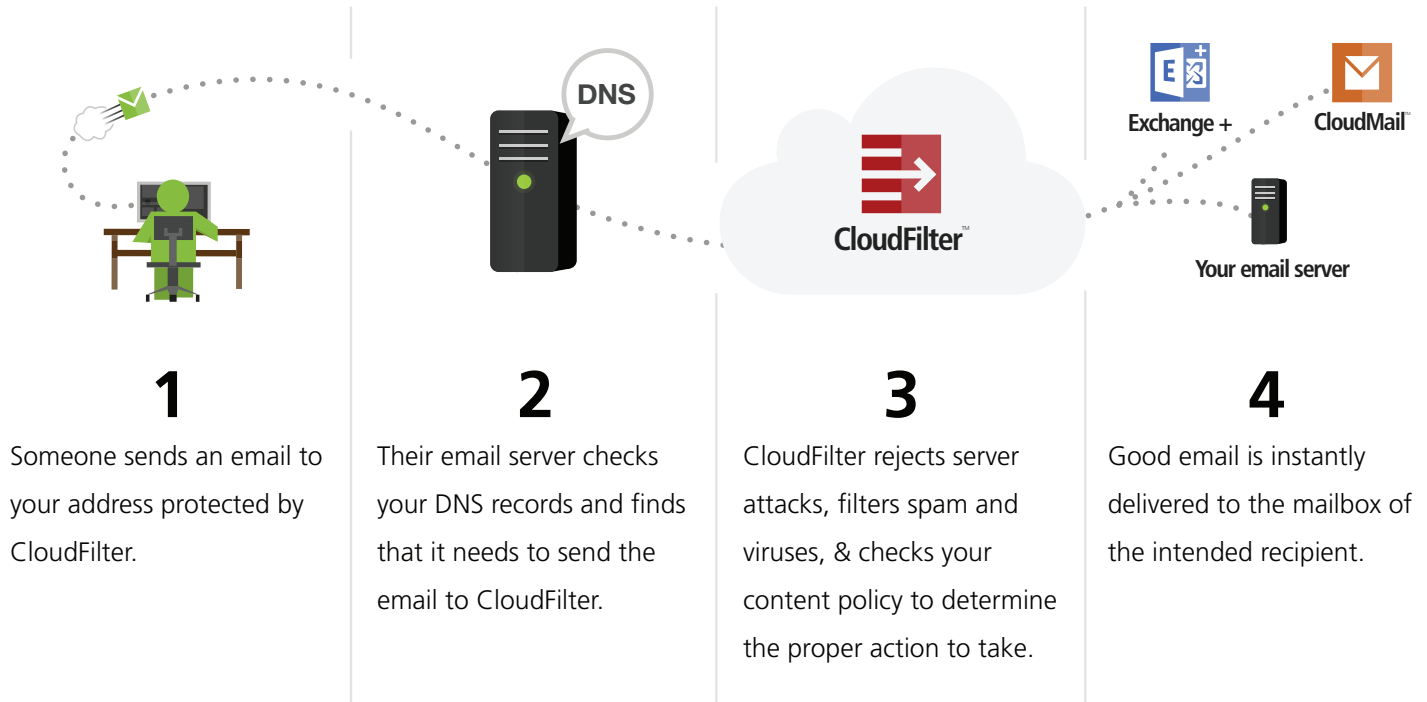 DNS
CloudFilter™
E
Exchange +
CloudMail™
Your email server
1
Someone sends an email to
your address protected by
CloudFilter.
2
Their email server checks
your DNS records and finds
that it needs to send the
email to CloudFilter.
3
CloudFilter rejects server
attacks, filters spam and
viruses, & checks your
content policy to determine
the proper action to take.
4
Good email is instantly
delivered to the mailbox of
the intended recipient.